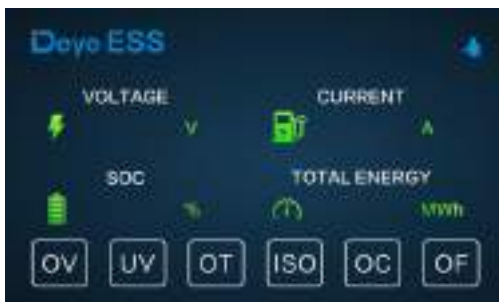 Deye ESS
VOLTAGE CURRENT
V A
SOC TOTAL ENERGY
% MWh
OV UV OT ISO OC OF